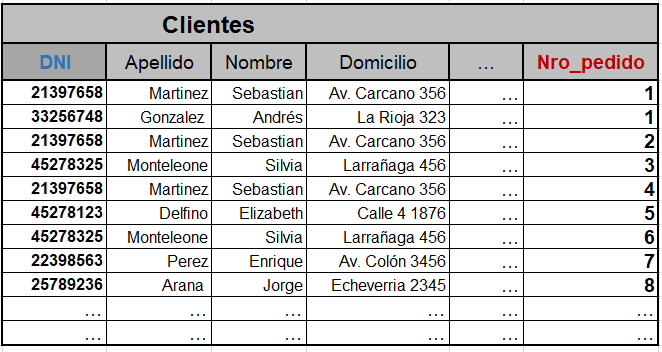 Clientes
DNI Apellido Nombre Domicilio ... Nro_pedido
21397658 Martinez Sebastian Av. Carcano 356 ... 1
33256748 Gonzalez Andrés La Rioja 323 ... 1
21397658 Martinez Sebastian Av. Carcano 356 ... 2
45278325 Monteleone Silvia Larrañaga 456 ... 3
21397658 Martinez Sebastian Av. Carcano 356 ... 4
45278123 Delfino Elizabeth Calle 4 1876 ... 5
45278325 Monteleone Silvia Larrañaga 456 ... 6
22398563 Perez Enrique Av. Colón 3456 ... 7
25789236 Arana Jorge Echeverria 2345 ... 8
... ... ... ... ... ...
... ... ... ... ... ...